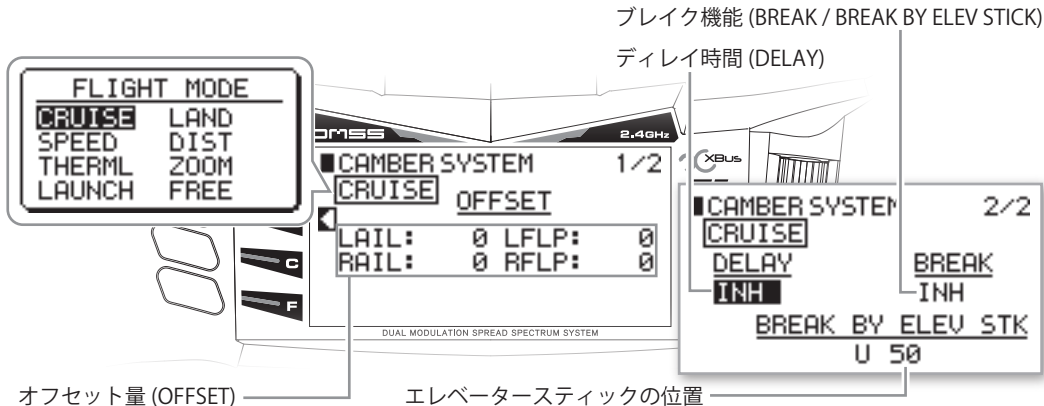 ブレイク機能 (BREAK / BREAK BY ELEV STICK)
ディレイ時間 (DELAY)
FLIGHT MODE
CRUISE LAND
SPEED DIST
THERML ZOOM
LAUNCH FREE
2.4GHz
XBus
CAMBER SYSTEM 1/2
CRUISE
OFFSET
LAIL: 0 LFLP: 0
RAIL: 0 RFLP: 0
C
F
DUAL MODULATION SPREAD SPECTRUM SYSTEM
CAMBER SYSTEM 2/2
CRUISE
DELAY BREAK
INH INH
BREAK BY ELEV STK
U 50
オフセット量 (OFFSET)
エレベータースティックの位置